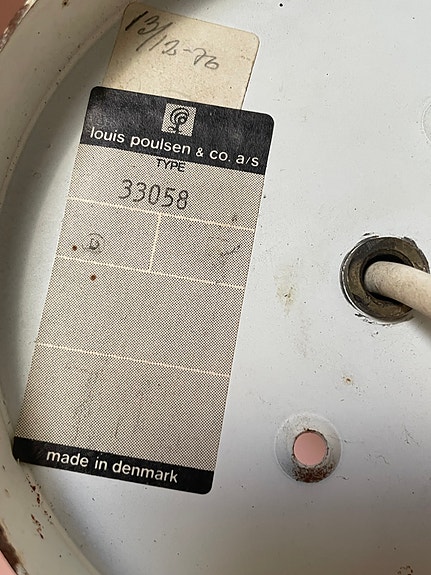 13/12-76
louis poulsen & co. a/s
TYPE
33058
D
made in denmark